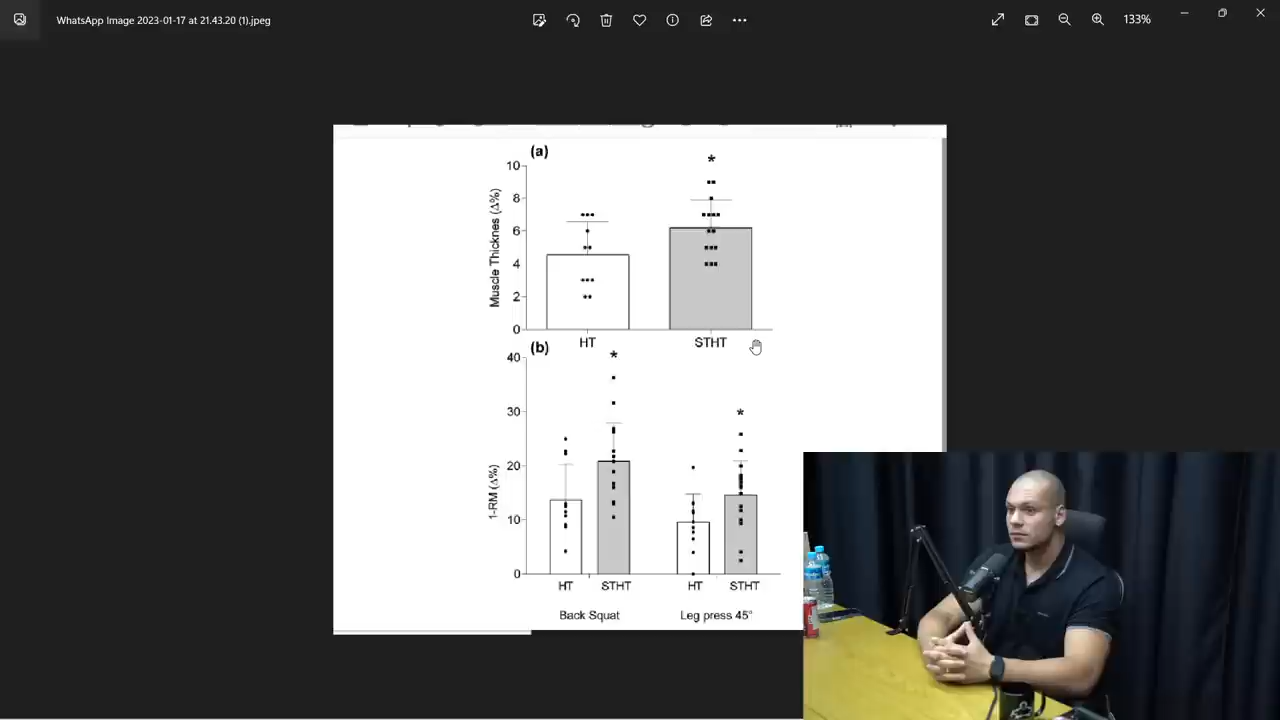 WhatsApp Image 2023-01-17 at 21.43.20 (1).jpeg
133%
(a)
*
10
8
6
4
2
0
Muscle Thicknes (Δ%)
HT
STHT
(b)
*
*
40
30
20
10
0
1-RM (Δ%)
HT
STHT
HT
STHT
Back Squat
Leg press 45°